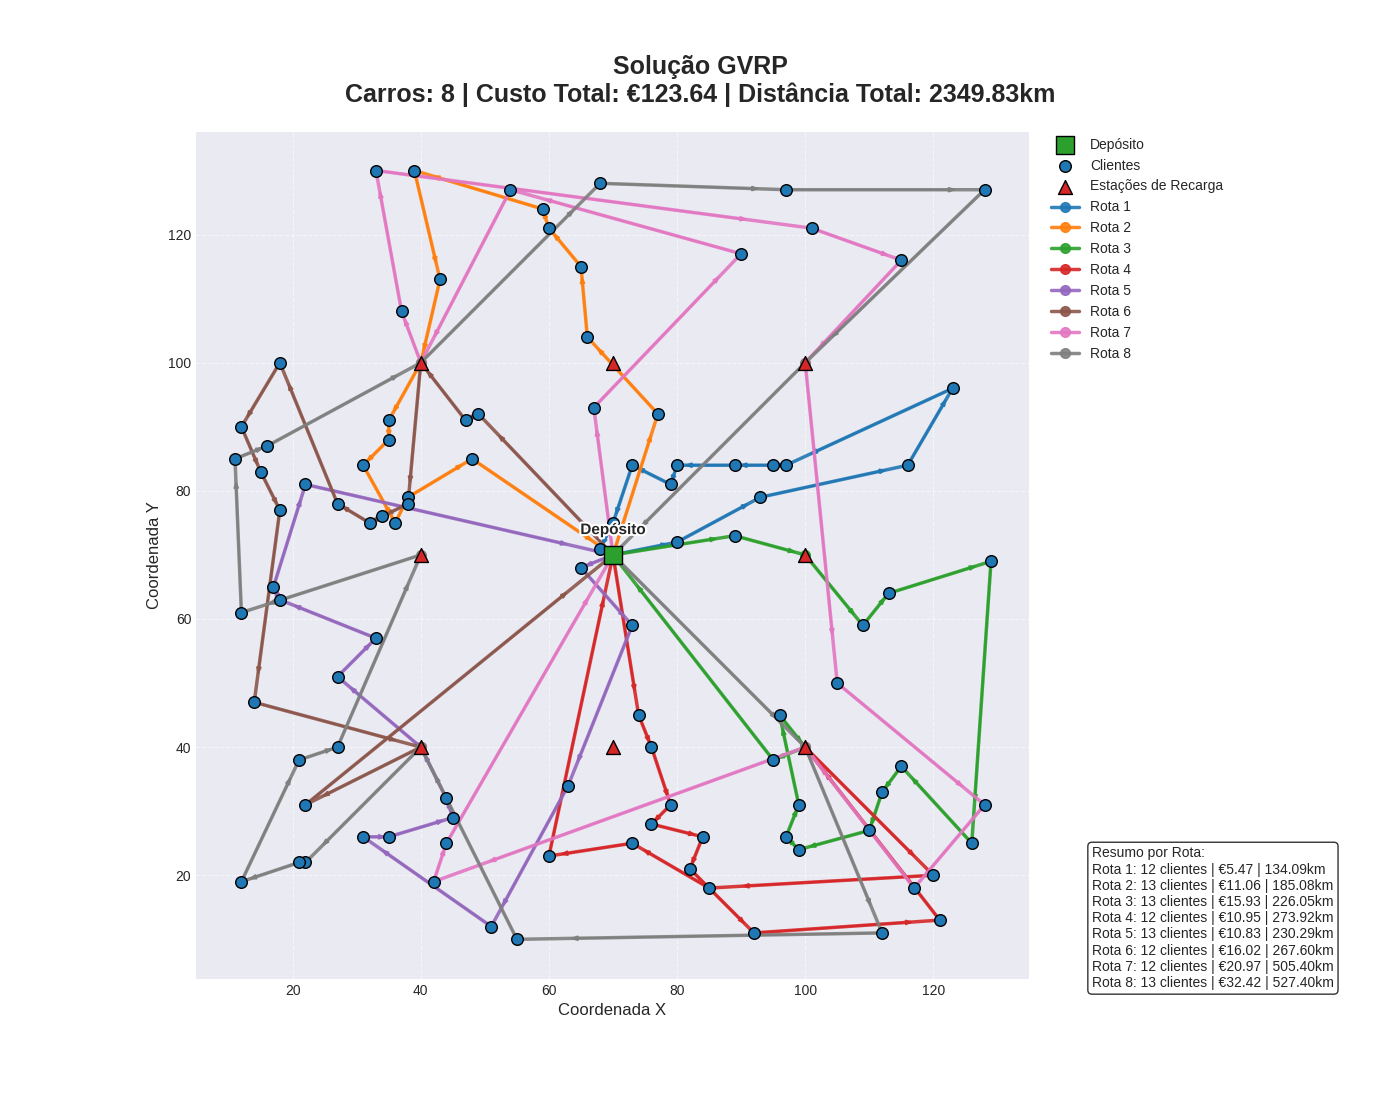 Solução GVRP
Carros: 8 | Custo Total: €123.64 | Distância Total: 2349.83km
Depósito
Clientes
Estações de Recarga
Rota 1
Rota 2
Rota 3
Rota 4
Rota 5
Rota 6
Rota 7
Rota 8
120
100
80
60
40
20
Coordenada Y
Depósito
20
40
60
80
100
120
Coordenada X
Resumo por Rota:
Rota 1: 12 clientes | €5.47 | 134.09km
Rota 2: 13 clientes | €11.06 | 185.08km
Rota 3: 13 clientes | €15.93 | 226.05km
Rota 4: 12 clientes | €10.95 | 273.92km
Rota 5: 13 clientes | €10.83 | 230.29km
Rota 6: 12 clientes | €16.02 | 267.60km
Rota 7: 12 clientes | €20.97 | 505.40km
Rota 8: 13 clientes | €32.42 | 527.40km